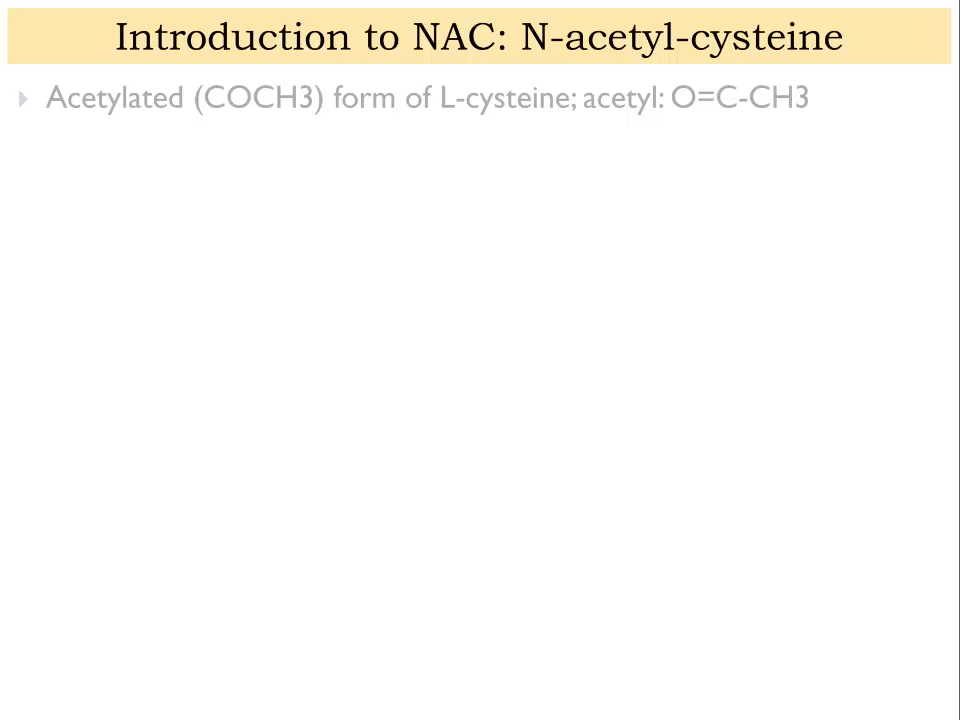 Introduction to NAC: N-acetyl-cysteine
Acetylated (COCH3) form of L-cysteine; acetyl: O=C-CH3